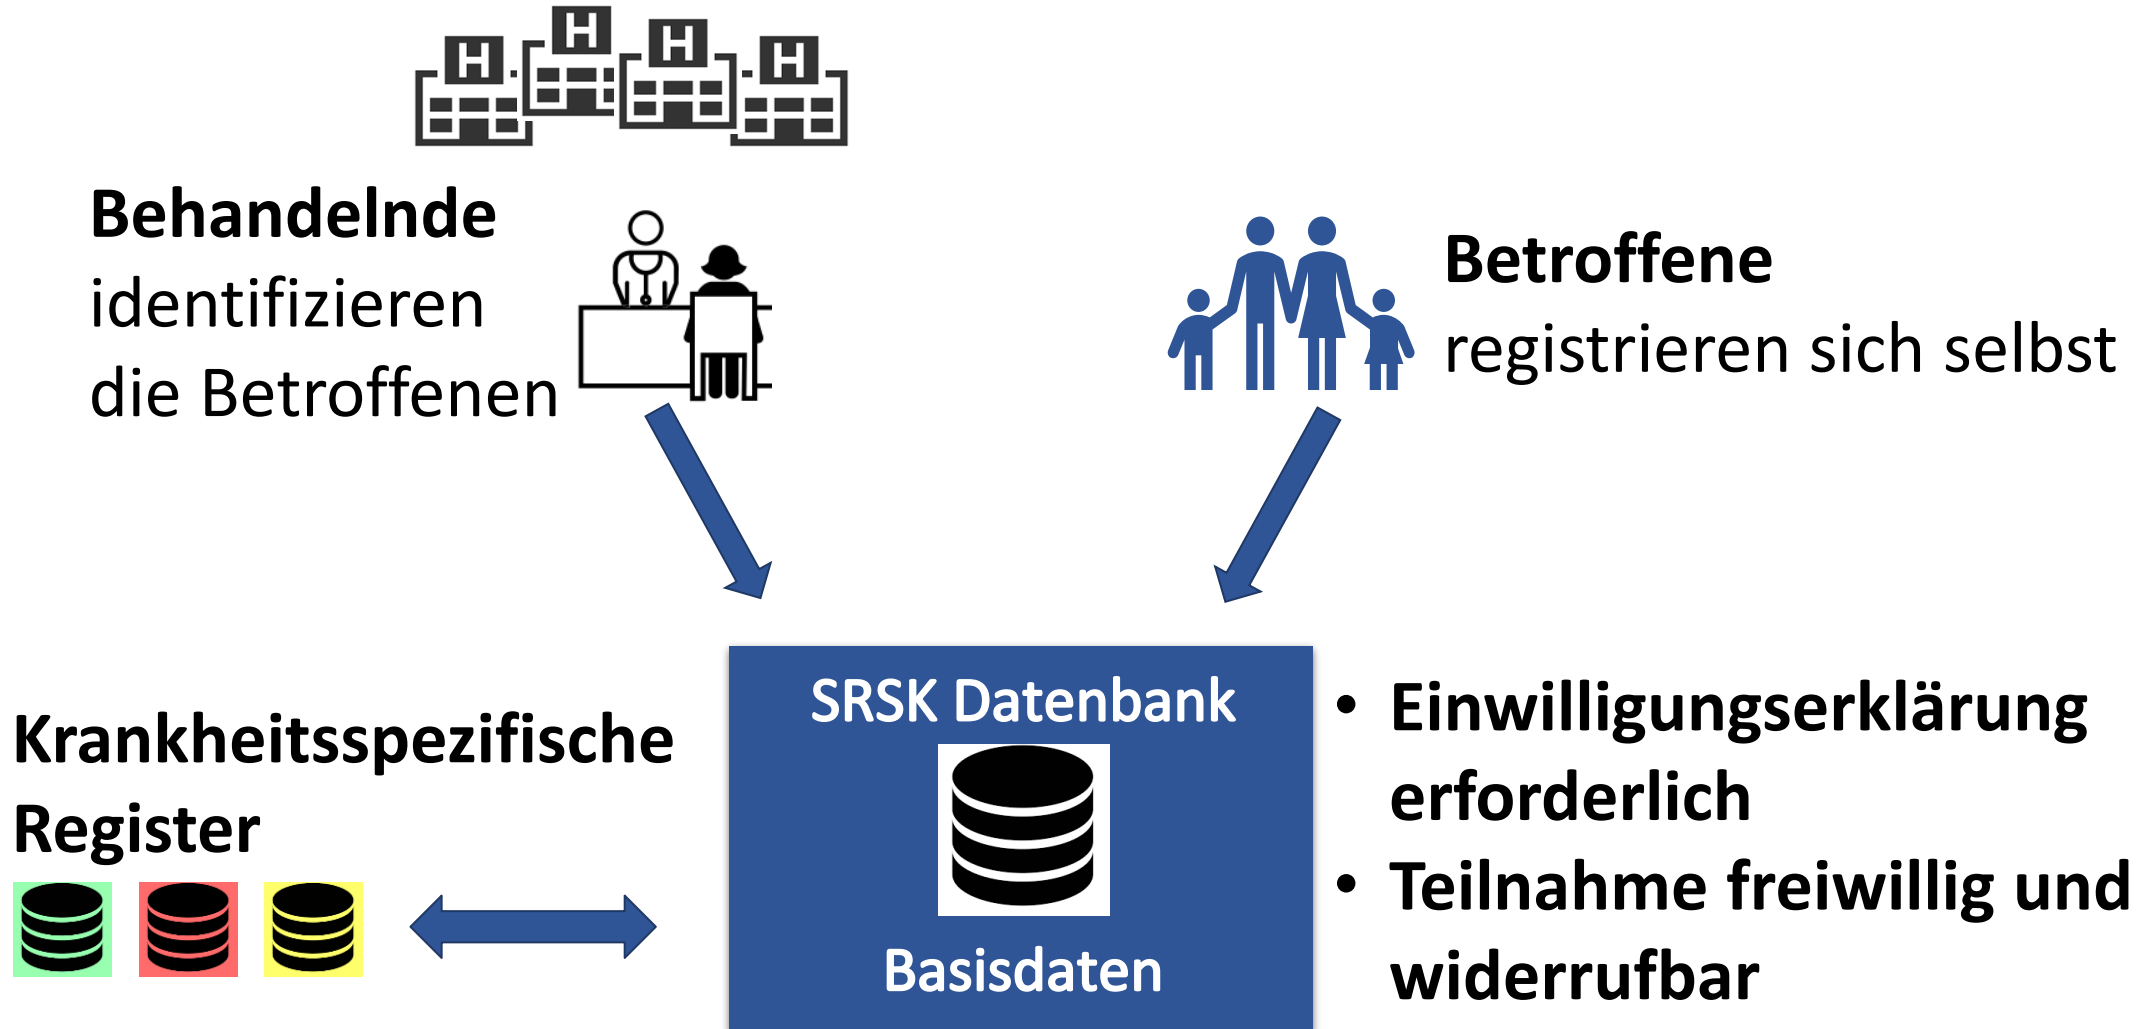 H H H H
Behandelnde
identifizieren
die Betroffenen
Betroffene
registrieren sich selbst
Krankheitsspezifische
Register
SRSK Datenbank
Basisdaten
• Einwilligungserklärung
erforderlich
• Teilnahme freiwillig und
widerrufbar